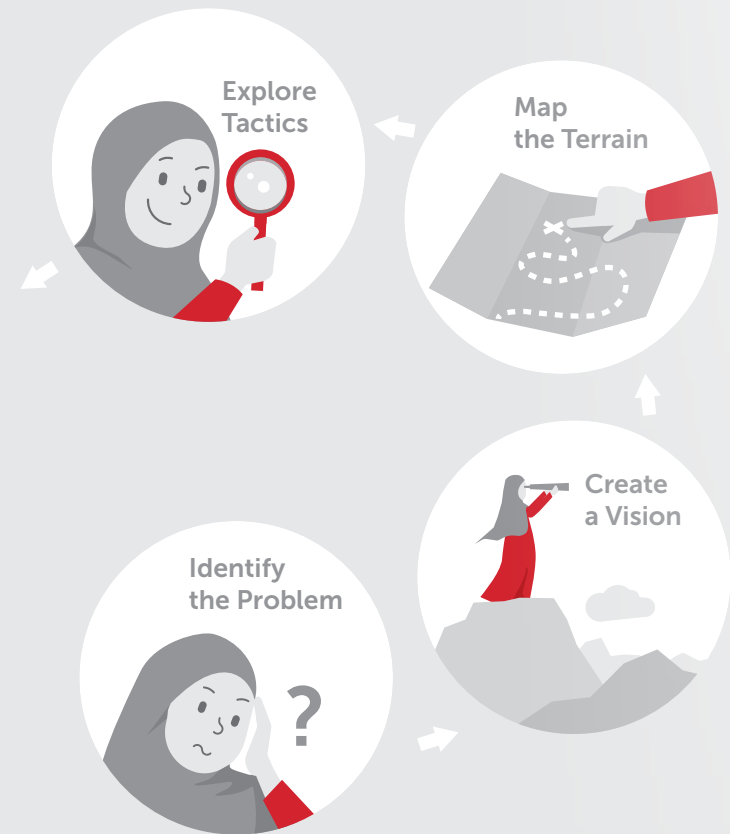 Explore
Tactics
Map
the Terrain
Create
a Vision
Identify
the Problem
?